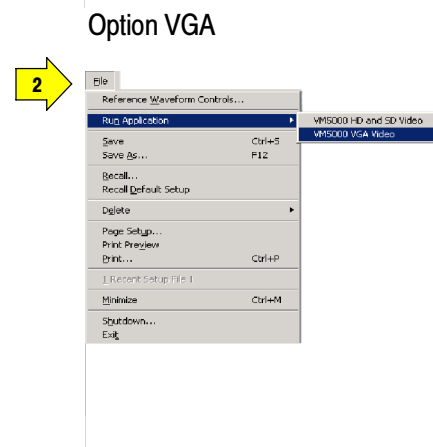 Option VGA
2
File
Reference Waveform Controls...
Run Application
VM5000 HD and SD Video
VM5000 VGA Video
Save Ctrl+S
Save As... F12
Recall...
Recall Default Setup
Delete
Page Setup...
Print Preview
Print... Ctrl+P
1 Recent Setup File 1
Minimize Ctrl+M
Shutdown...
Exit